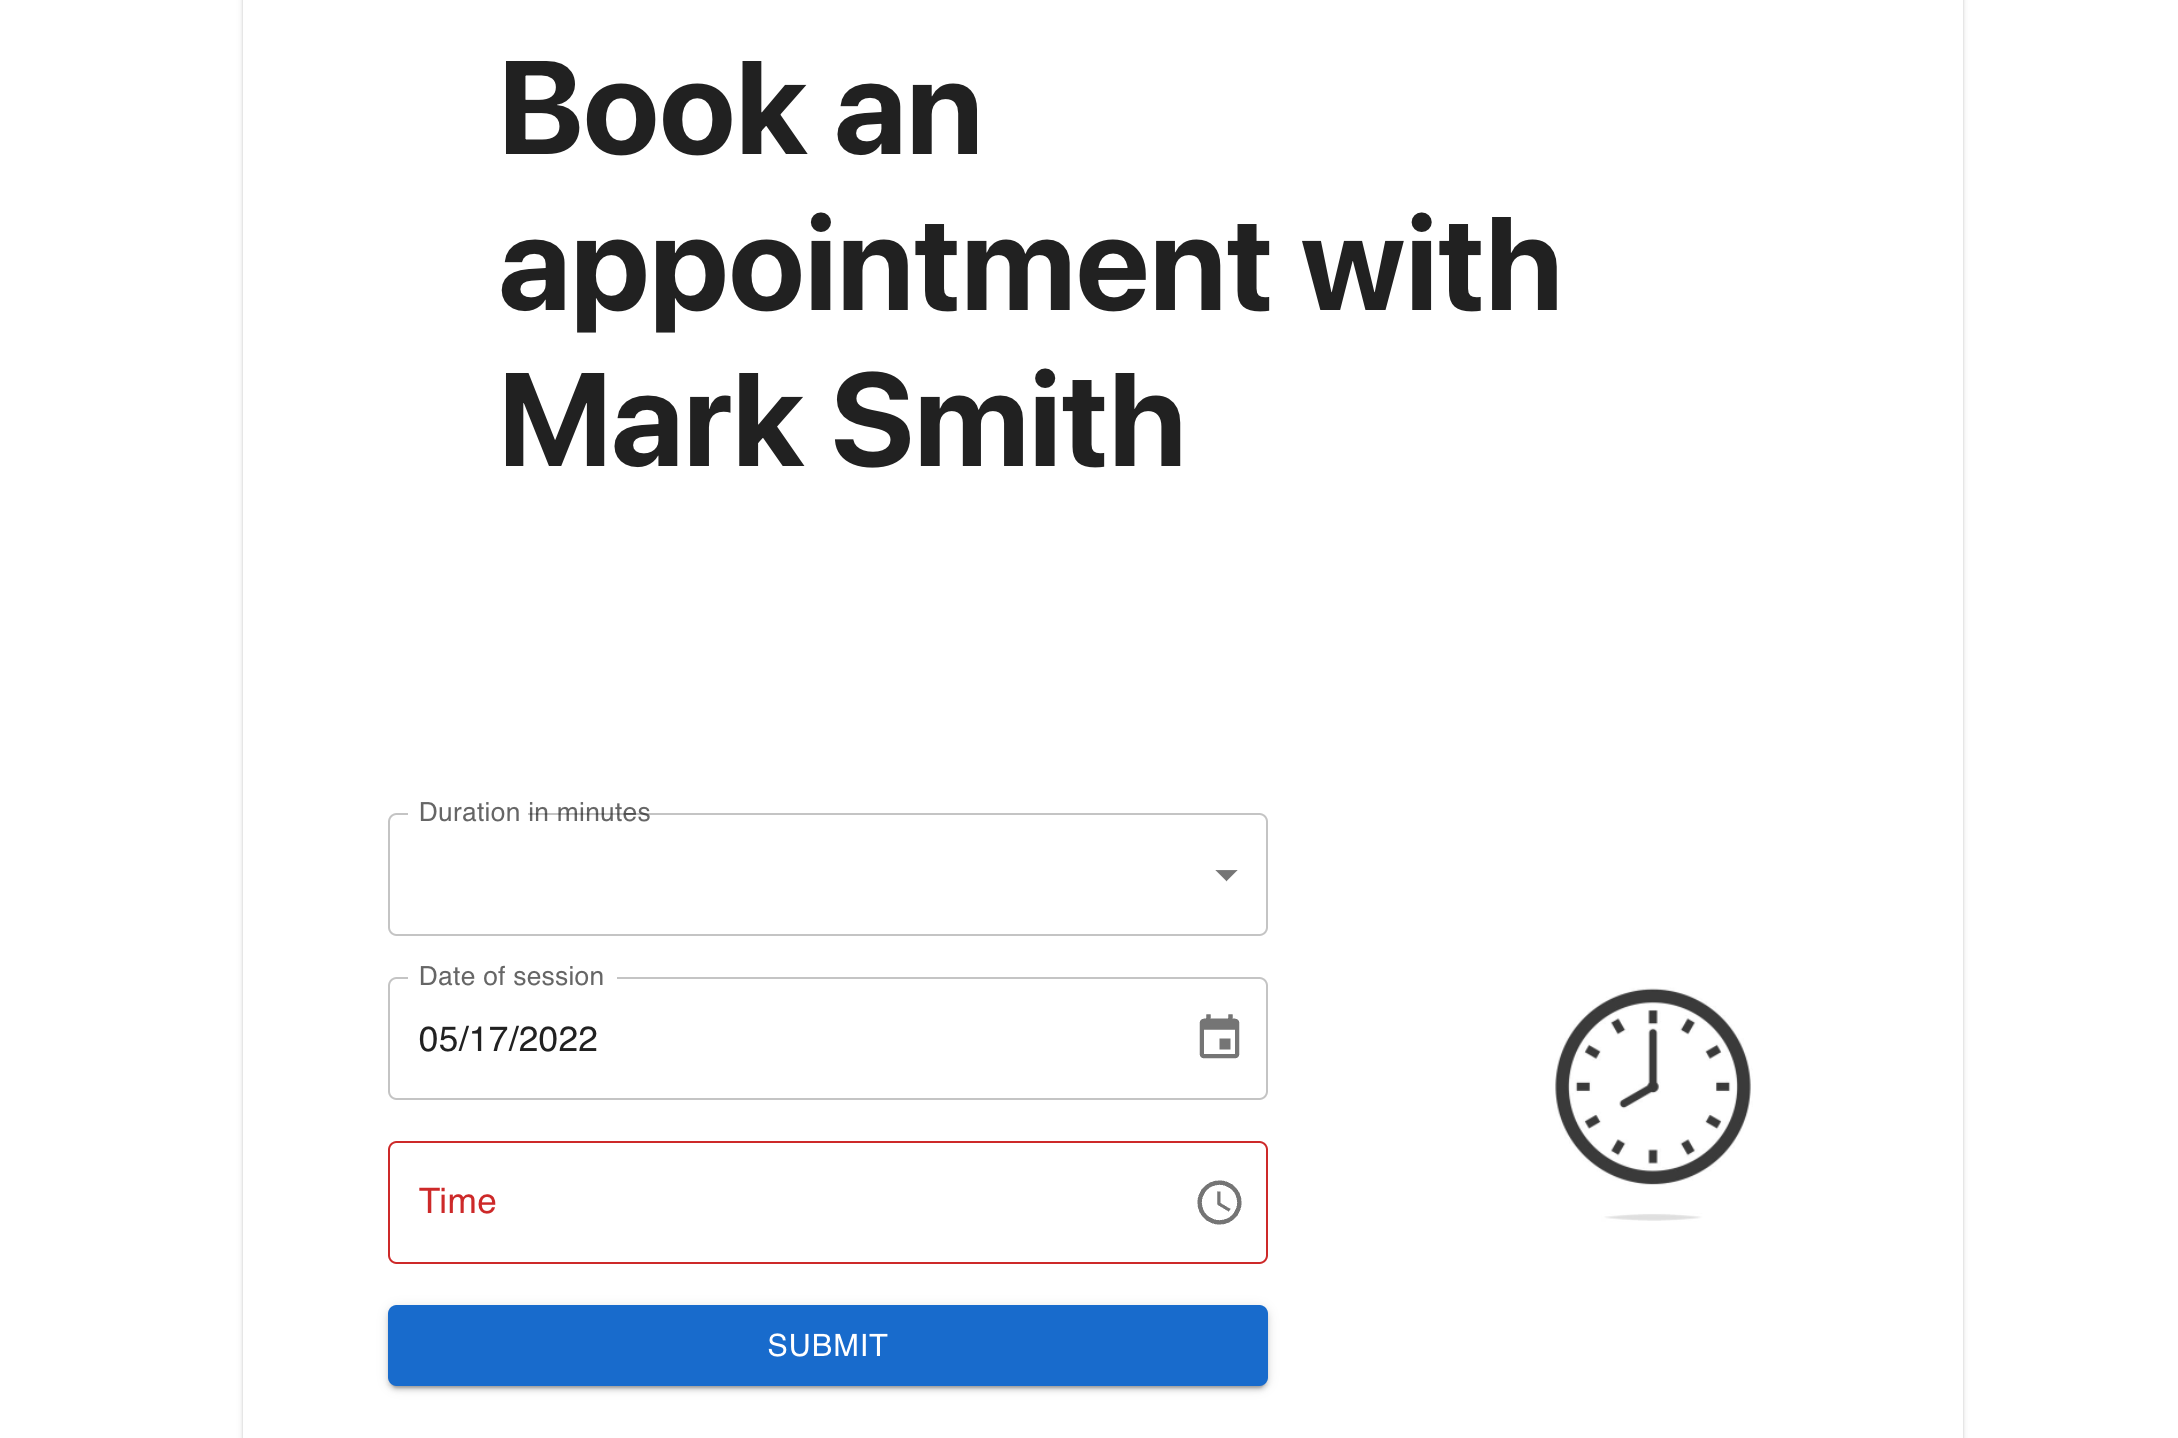 Book an
appointment with
Mark Smith
Duration in minutes
Date of session
05/17/2022
Time
SUBMIT